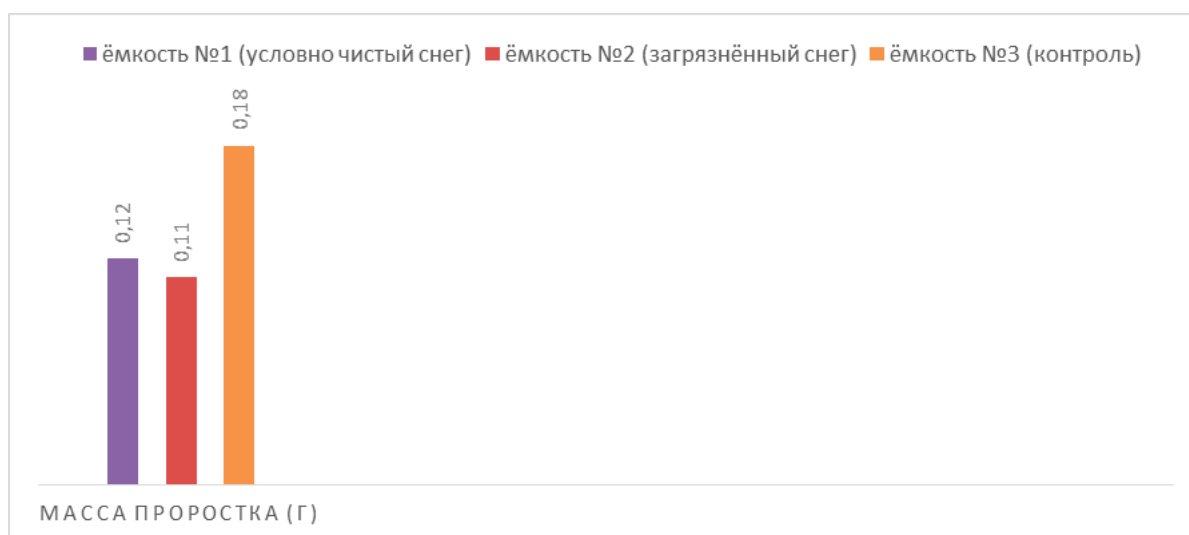 ёмкость №1 (условно чистый снег) ёмкость №2 (загрязнённый снег) ёмкость №3 (контроль)
0,12
0,11
0,18
МАССА ПРОРОСТКА (Г)